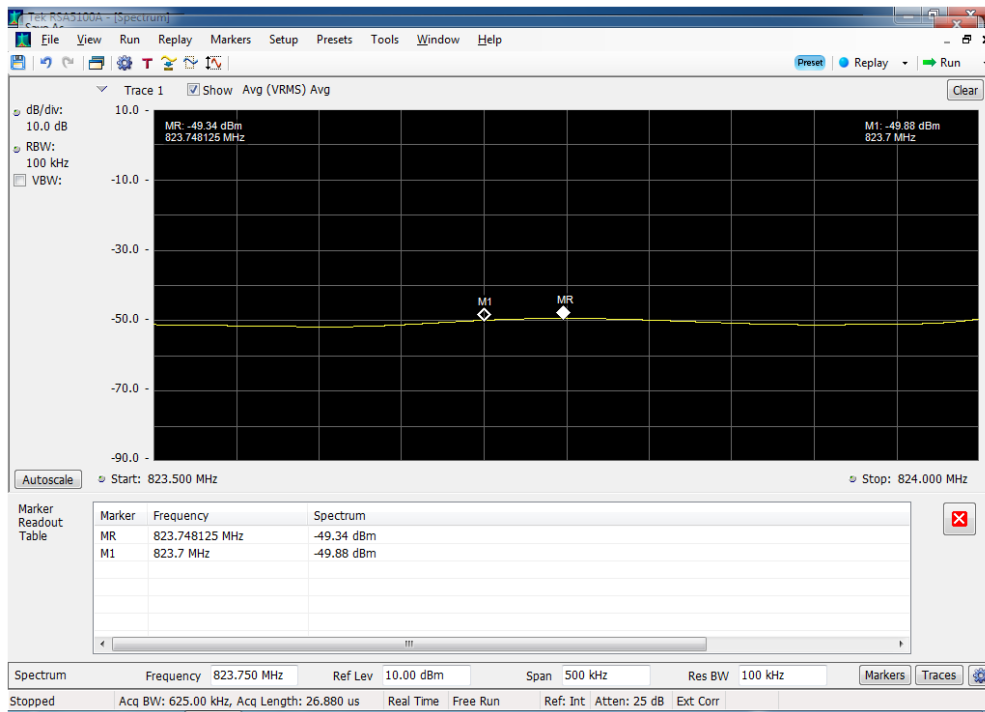 Tek RSA5100A - [Spectrum]
File View Run Replay Markers Setup Presets Tools Window Help
T Preset Replay Run
Trace 1 Show Avg (VRMS) Avg Clear
dB/div:
10.0 dB
RBW:
100 kHz
VBW:
10.0
-10.0
-30.0
-50.0
-70.0
-90.0
MR: -49.34 dBm
823.748125 MHz
M1: -49.88 dBm
823.7 MHz
M1 MR
Autoscale Start: 823.500 MHz Stop: 824.000 MHz
Marker
Readout
Table
Marker Frequency Spectrum
MR 823.748125 MHz -49.34 dBm
M1 823.7 MHz -49.88 dBm
Spectrum Frequency 823.750 MHz Ref Lev 10.00 dBm Span 500 kHz Res BW 100 kHz Markers Traces
Stopped Acq BW: 625.00 kHz, Acq Length: 26.880 us Real Time Free Run Ref: Int Atten: 25 dB Ext Corr